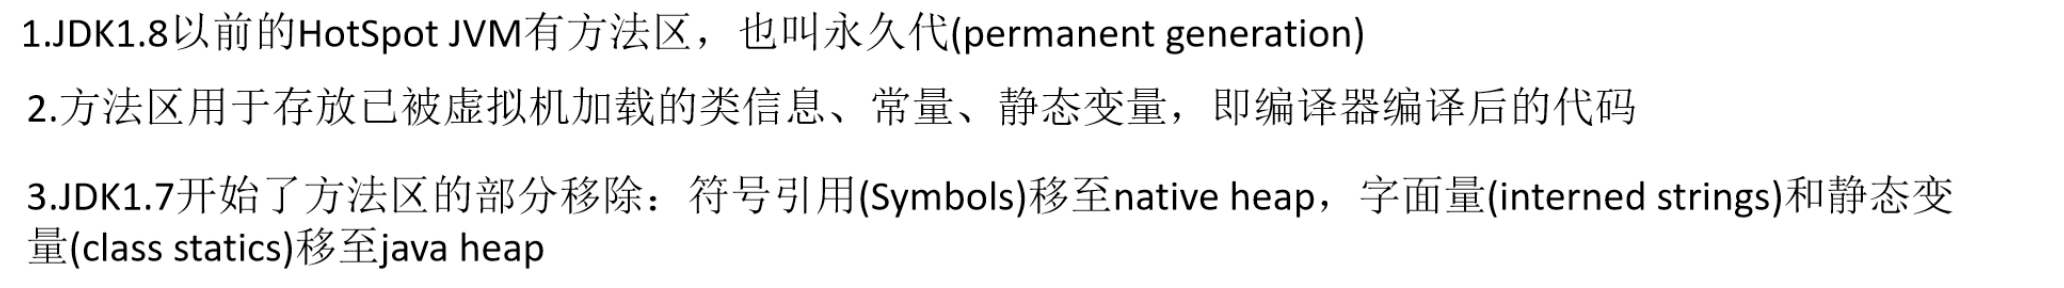 1.JDK1.8以前的HotSpot JVM有方法区，也叫永久代(permanent generation)
2.方法区用于存放已被虚拟机加载的类信息、常量、静态变量，即编译器编译后的代码
3.JDK1.7开始了方法区的部分移除：符号引用(Symbols)移至native heap，字面量(interned strings)和静态变
量(class statics)移至java heap